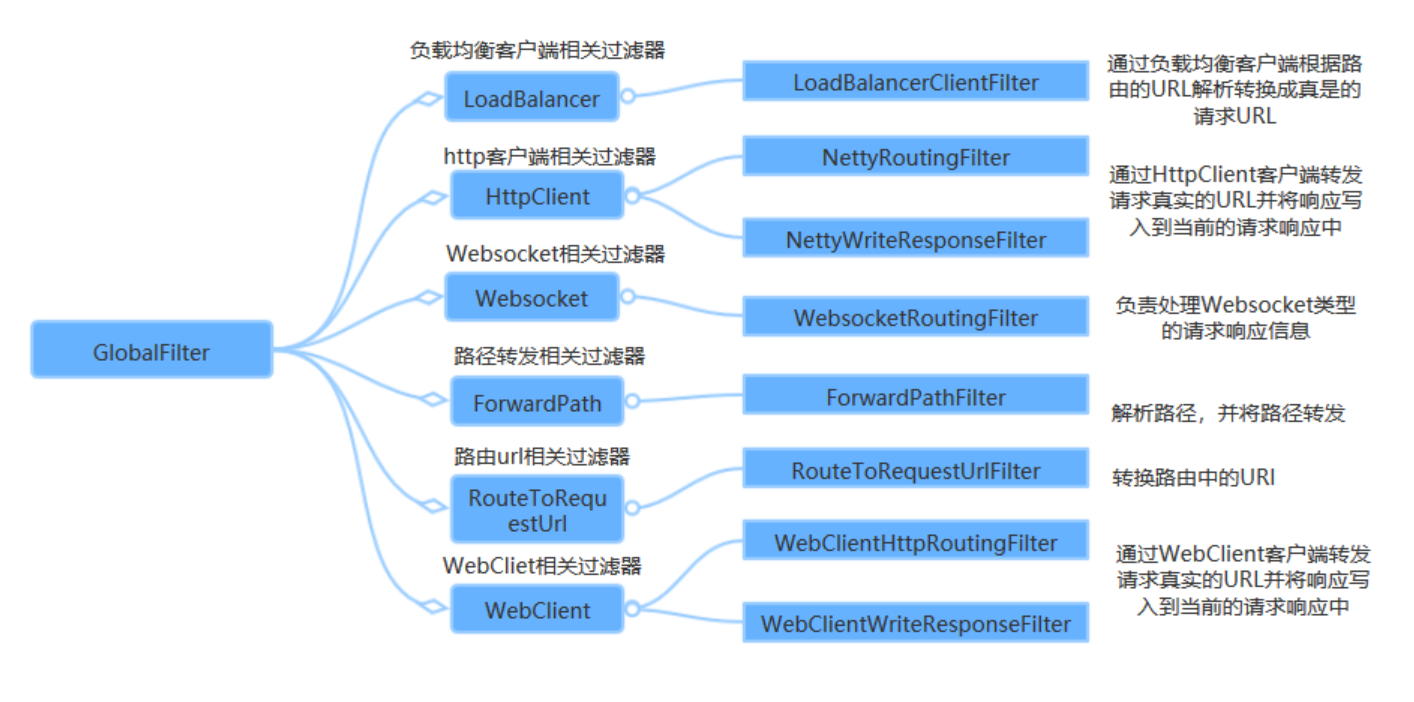 负载均衡客户端相关过滤器
LoadBalancer
LoadBalancerClientFilter
通过负载均衡客户端根据路
由的URL解析转换成真是的
请求URL
http客户端相关过滤器
HttpClient
NettyRoutingFilter
NettyWriteResponseFilter
通过HttpClient客户端转发
请求真实的URL并将响应写
入到当前的请求响应中
Websocket相关过滤器
Websocket
WebsocketRoutingFilter
负责处理Websocket类型
的请求响应信息
GlobalFilter
路径转发相关过滤器
ForwardPath
ForwardPathFilter
解析路径，并将路径转发
路由url相关过滤器
RouteToRequ
estUrl
RouteToRequestUrlFilter
转换路由中的URI
WebCliet相关过滤器
WebClient
WebClientHttpRoutingFilter
WebClientWriteResponseFilter
通过WebClient客户端转发
请求真实的URL并将响应写
入到当前的请求响应中